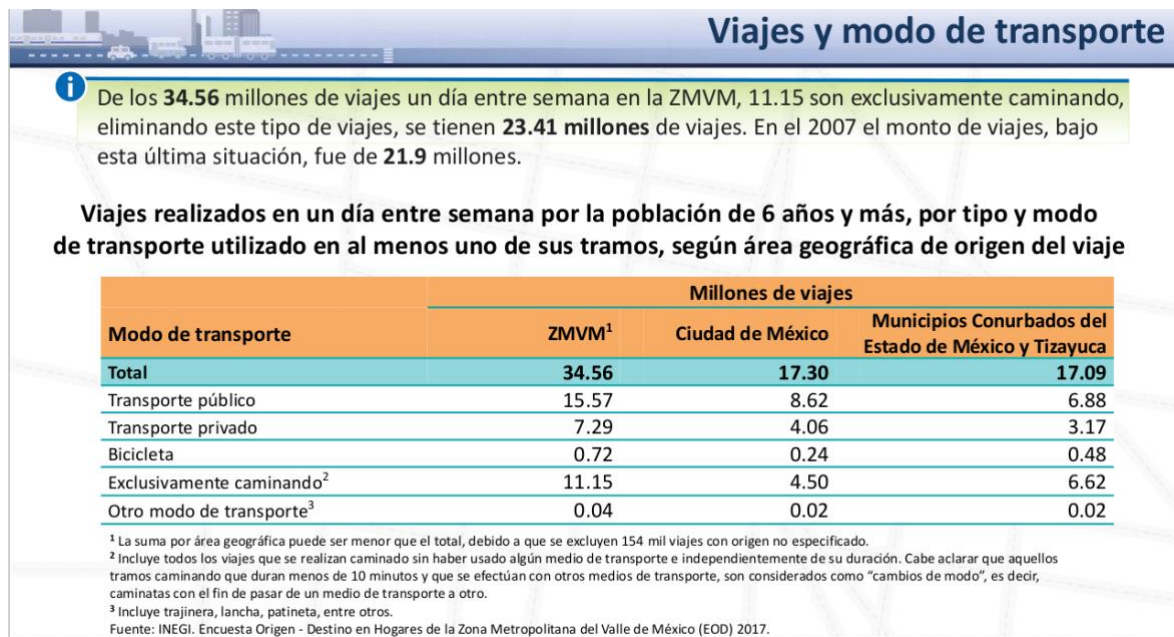 Viajes y modo de transporte
De los 34.56 millones de viajes un día entre semana en la ZMVM, 11.15 son exclusivamente caminando,
eliminando este tipo de viajes, se tienen 23.41 millones de viajes. En el 2007 el monto de viajes, bajo
esta última situación, fue de 21.9 millones.
Viajes realizados en un día entre semana por la población de 6 años y más, por tipo y modo
de transporte utilizado en al menos uno de sus tramos, según área geográfica de origen del viaje
Millones de viajes
Modo de transporte ZMVM¹ Ciudad de México Municipios Conurbados del
Estado de México y Tizayuca
Total 34.56 17.30 17.09
Transporte público 15.57 8.62 6.88
Transporte privado 7.29 4.06 3.17
Bicicleta 0.72 0.24 0.48
Exclusivamente caminando² 11.15 4.50 6.62
Otro modo de transporte³ 0.04 0.02 0.02
¹ La suma por área geográfica puede ser menor que el total, debido a que se excluyen 154 mil viajes con origen no especificado.
² Incluye todos los viajes que se realizan caminado sin haber usado algún medio de transporte e independientemente de su duración. Cabe aclarar que aquellos
tramos caminando que duran menos de 10 minutos y que se efectúan con otros medios de transporte, son considerados como “cambios de modo”, es decir,
caminatas con el fin de pasar de un medio de transporte a otro.
³ Incluye trajinera, lancha, patineta, entre otros.
Fuente: INEGI. Encuesta Origen - Destino en Hogares de la Zona Metropolitana del Valle de México (EOD) 2017.